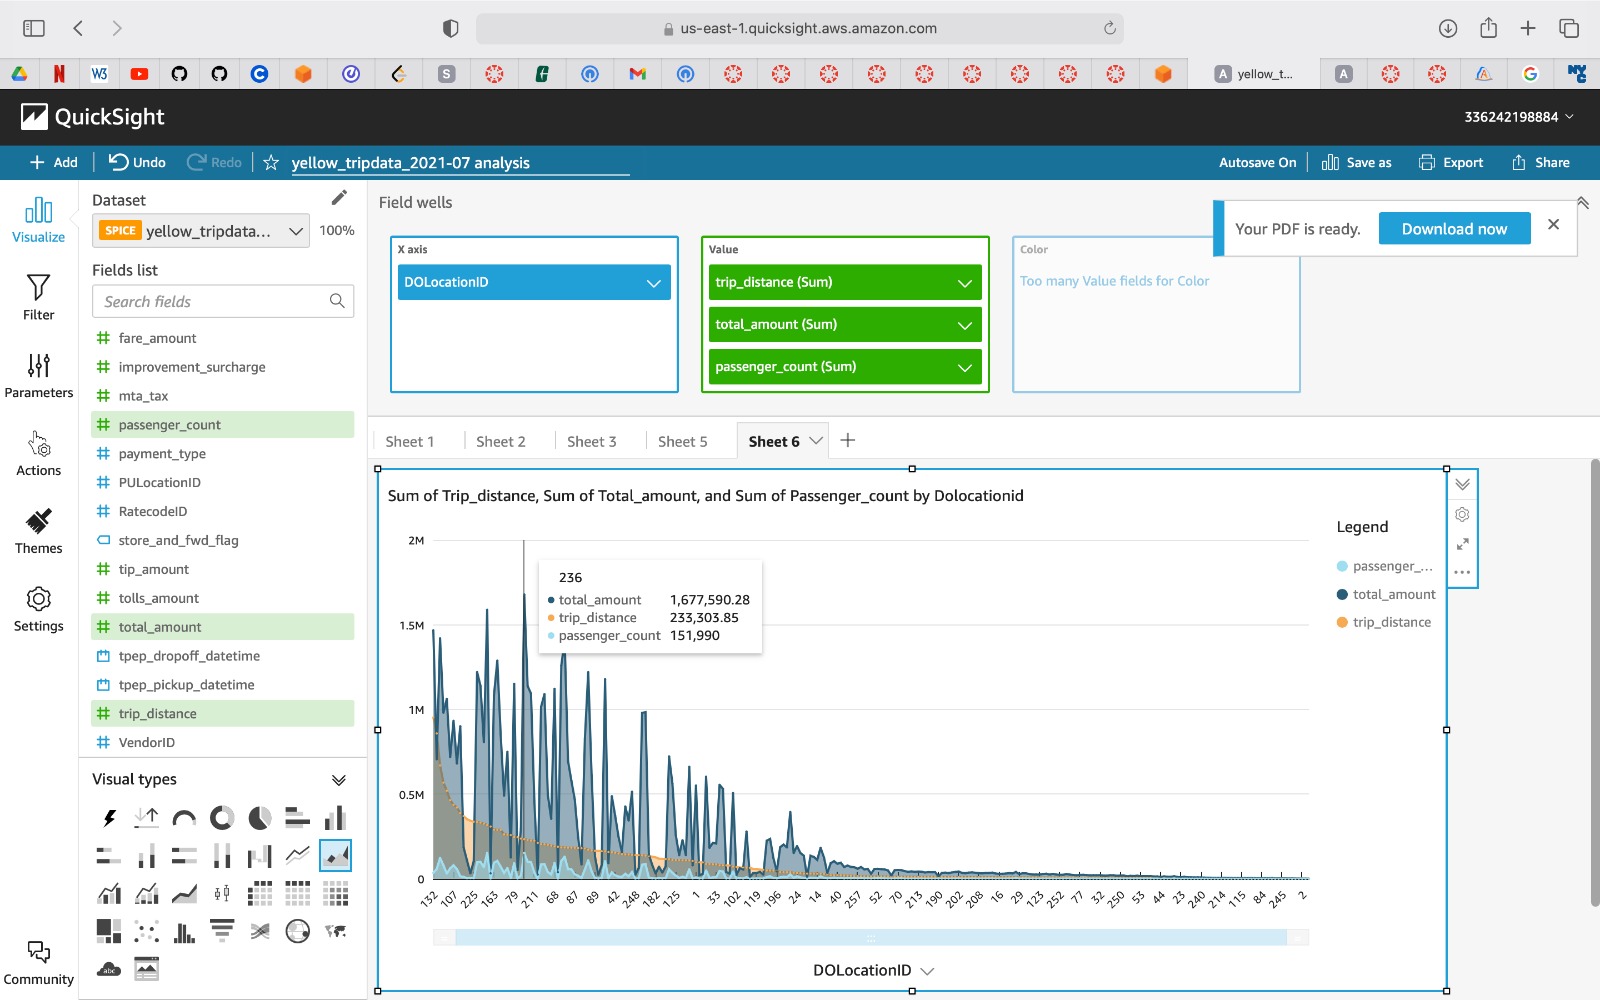 us-east-1.quicksight.aws.amazon.com
yellow_t...
QuickSight
336242198884
Add
Undo
Redo
yellow_tripdata_2021-07 analysis
Autosave On
Save as
Export
Share
Visualize
Filter
Parameters
Actions
Themes
Settings
Community
Dataset
SPICE yellow_tripdata... 100%
Fields list
Search fields
fare_amount
improvement_surcharge
mta_tax
passenger_count
payment_type
PULocationID
RatecodeID
store_and_fwd_flag
tip_amount
tolls_amount
total_amount
tpep_dropoff_datetime
tpep_pickup_datetime
trip_distance
VendorID
Visual types
abc
Field wells
X axis
DOLocationID
Value
trip_distance (Sum)
total_amount (Sum)
passenger_count (Sum)
Color
Too many Value fields for Color
Your PDF is ready.
Download now
Sheet 1
Sheet 2
Sheet 3
Sheet 5
Sheet 6
Sum of Trip_distance, Sum of Total_amount, and Sum of Passenger_count by Dolocationid
2M
1.5M
1M
0.5M
0
236
total_amount 1,677,590.28
trip_distance 233,303.85
passenger_count 151,990
132 107 225 163 79 211 68 87 89 42 248 182 125 1 33 102 119 196 24 14 40 257 52 70 213 190 202 208 16 29 123 252 77 32 250 53 44 23 240 214 115 84 245 2
DOLocationID
Legend
passenger_...
total_amount
trip_distance